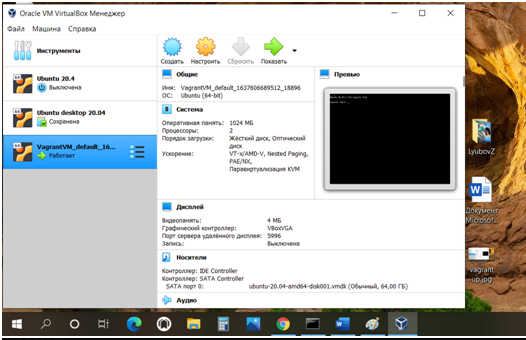 Oracle VM VirtualBox Менеджер
Файл Машина Справка
Инструменты
Создать Настроить Сбросить Показать
Ubuntu 20.4
Выключена
Ubuntu desktop 20.04
Сохранена
VagrantVM_default_16...
Работает
Общие
Имя: VagrantVM_default_1637606689512_18896
ОС: Ubuntu (64-bit)
Система
Оперативная память: 1024 МБ
Процессоры: 2
Порядок загрузки: Жёсткий диск, Оптический
диск
Ускорение: VT-x/AMD-V, Nested Paging,
PAE/NX,
Паравиртуализация KVM
Превью
Дисплей
Видеопамять: 4 МБ
Графический контроллер: VBoxVGA
Порт сервера удалённого дисплея: 5996
Запись: Выключена
Носители
Контроллер: IDE Controller
Контроллер: SATA Controller
SATA порт 0: ubuntu-20.04-amd64-disk001.vmdk (Обычный, 64,00 ГБ)
Аудио
LyubovZ
Документ
Microsof...
vagrant
up.jpg